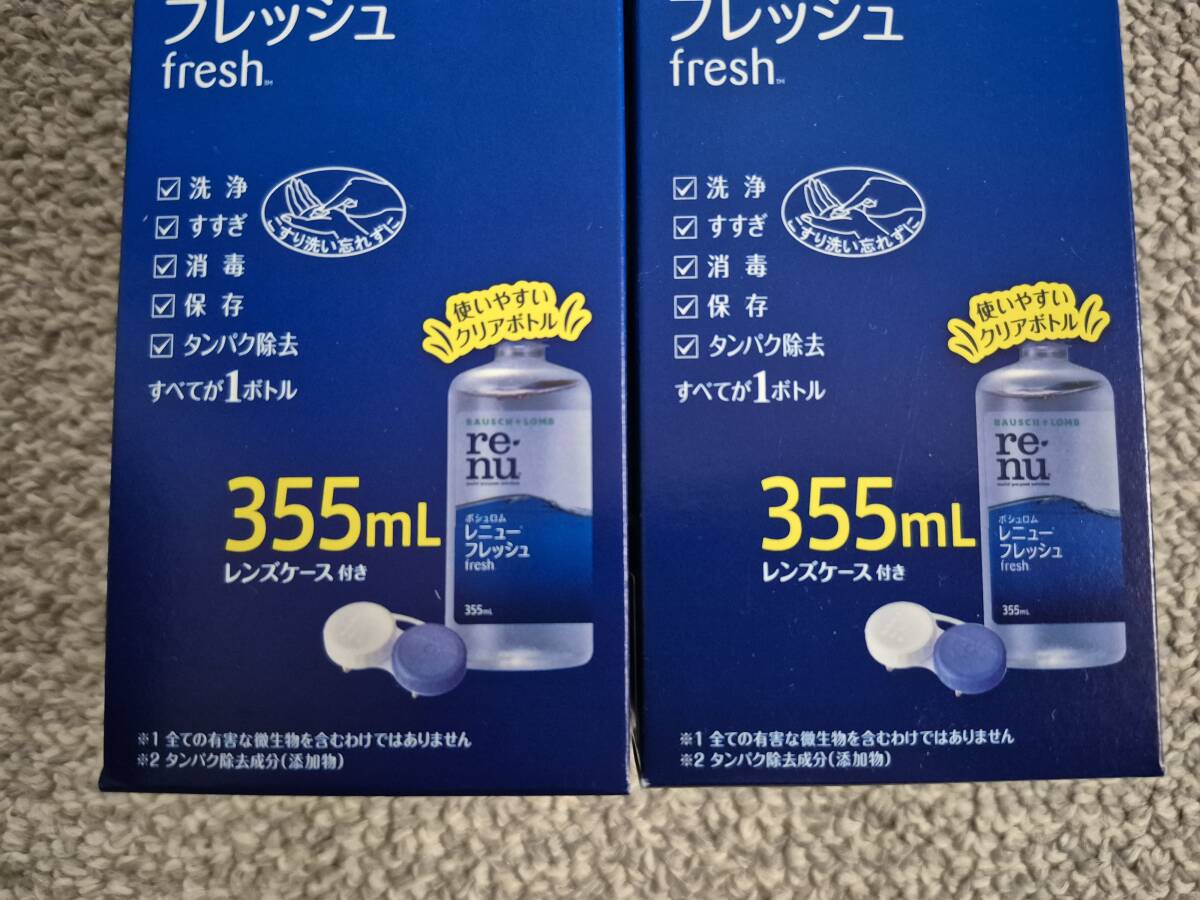 フレッシュ
fresh™
洗浄
すすぎ
消毒
保存
タンパク除去
すべてが1ボトル
こすり洗い忘れずに
使いやすい
クリアボトル
BAUSCH + LOMB
re
nu
ボシュロム
レニュー®
フレッシュ
fresh
355mL
355mL
レンズケース付き
※1 全ての有害な微生物を含むわけではありません
※2 タンパク除去成分(添加物)
フレッシュ
fresh™
洗浄
すすぎ
消毒
保存
タンパク除去
すべてが1ボトル
こすり洗い忘れずに
使いやすい
クリアボトル
BAUSCH + LOMB
re
nu
ボシュロム
レニュー®
フレッシュ
fresh
355mL
355mL
レンズケース付き
※1 全ての有害な微生物を含むわけではありません
※2 タンパク除去成分(添加物)